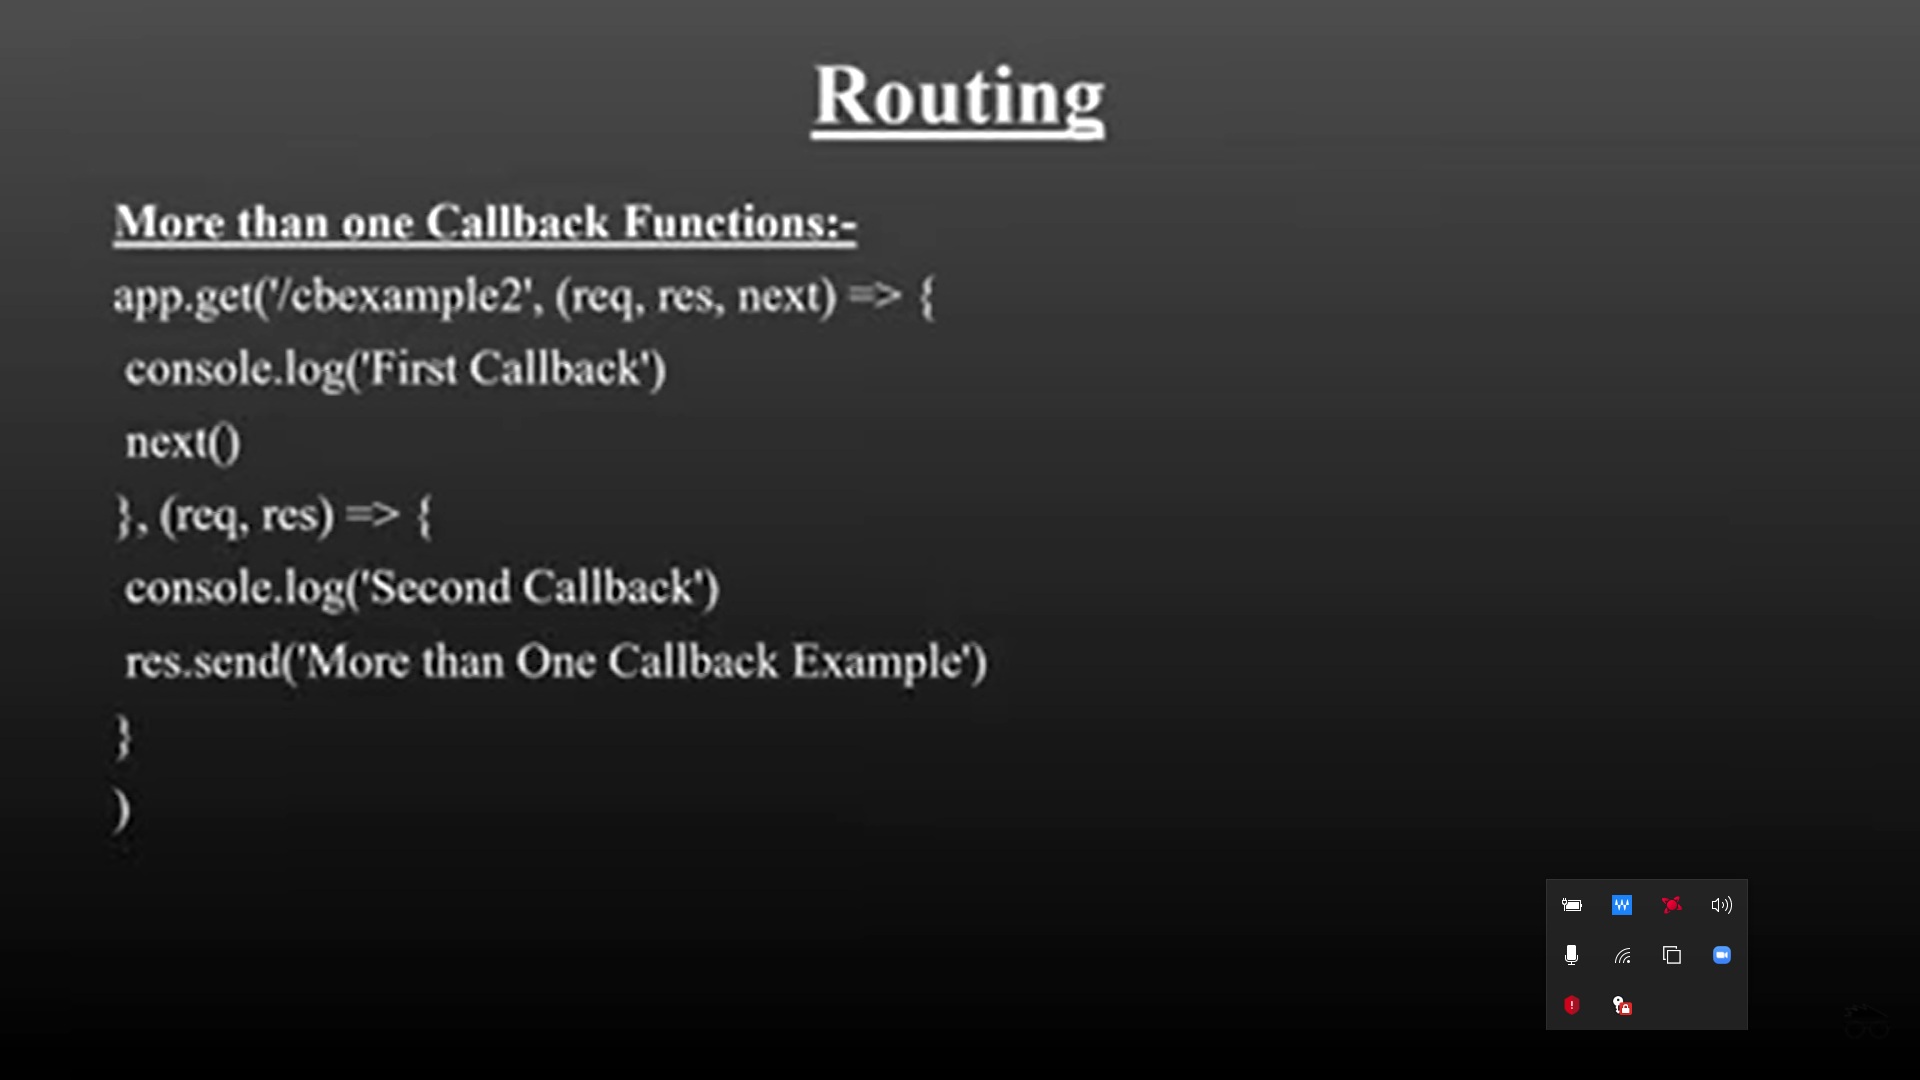 Routing
More than one Callback Functions:-
app.get('/cbexample2', (req, res, next) => {
console.log('First Callback')
next()
}, (req, res) => {
console.log('Second Callback')
res.send('More than One Callback Example')
}
)